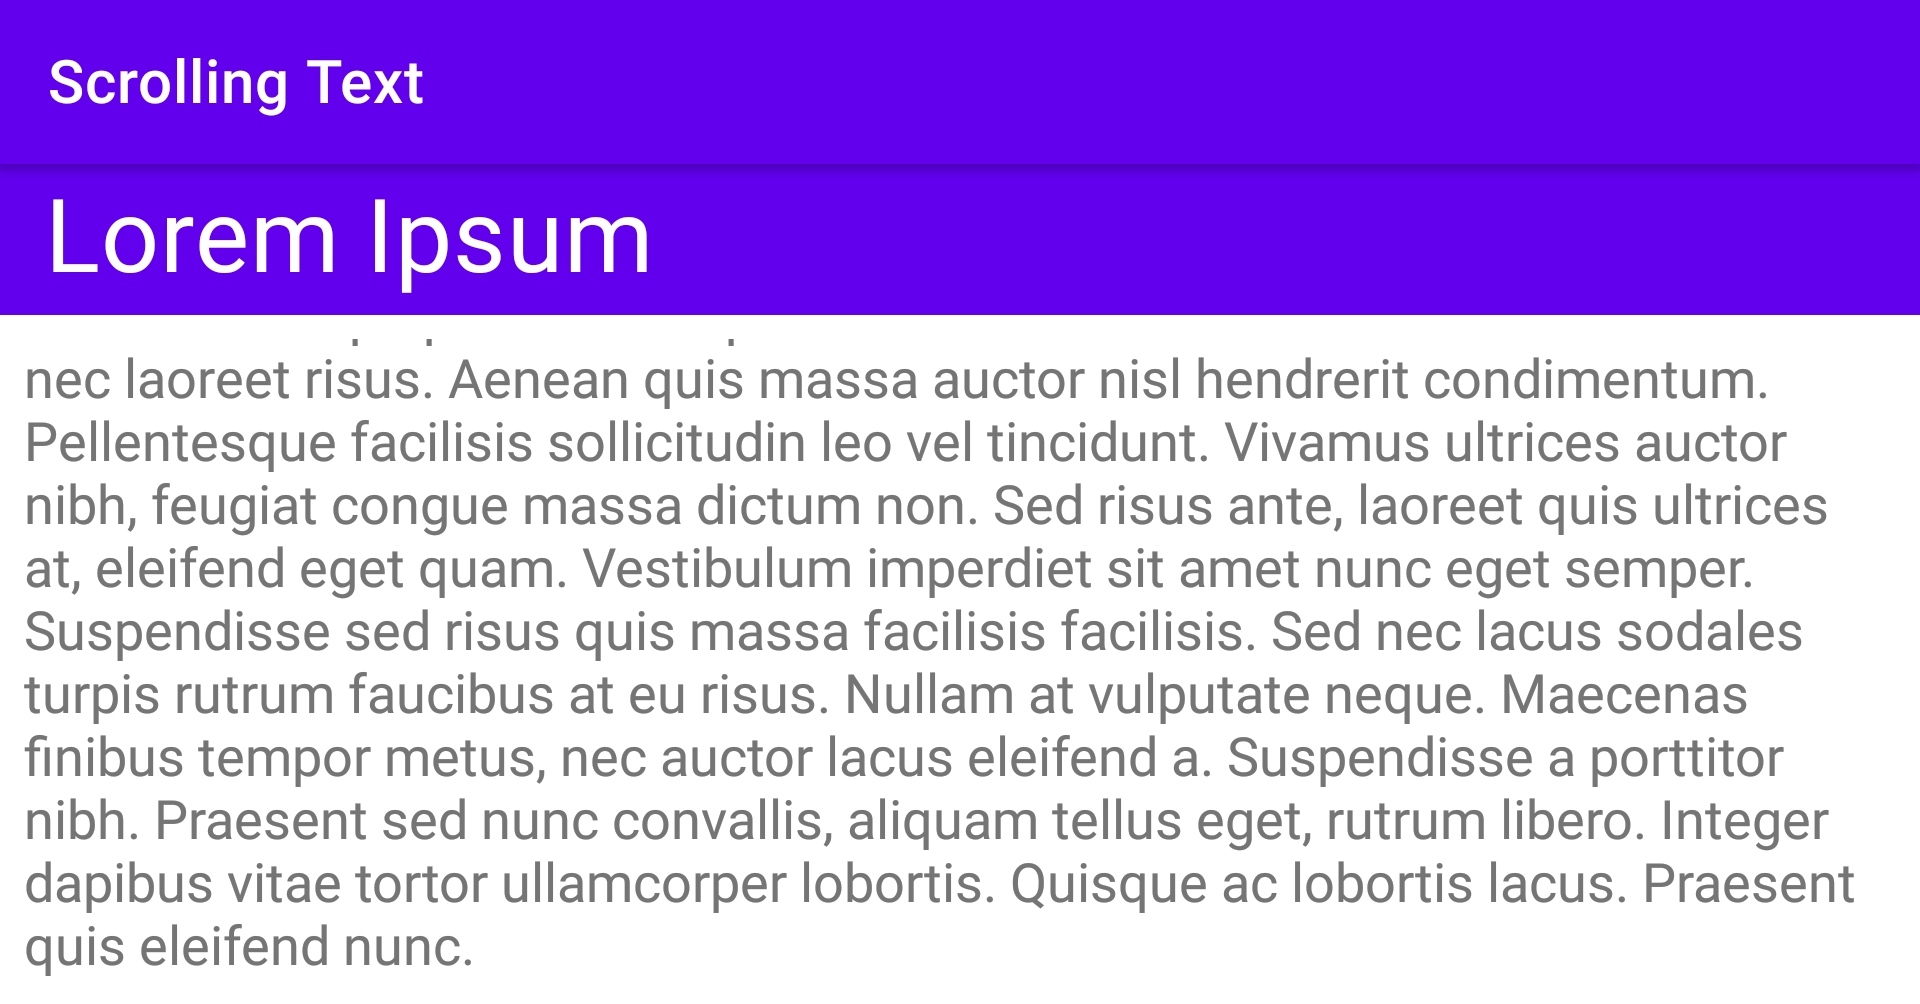 Scrolling Text
Lorem Ipsum
nec laoreet risus. Aenean quis massa auctor nisl hendrerit condimentum.
Pellentesque facilisis sollicitudin leo vel tincidunt. Vivamus ultrices auctor
nibh, feugiat congue massa dictum non. Sed risus ante, laoreet quis ultrices
at, eleifend eget quam. Vestibulum imperdiet sit amet nunc eget semper.
Suspendisse sed risus quis massa facilisis facilisis. Sed nec lacus sodales
turpis rutrum faucibus at eu risus. Nullam at vulputate neque. Maecenas
finibus tempor metus, nec auctor lacus eleifend a. Suspendisse a porttitor
nibh. Praesent sed nunc convallis, aliquam tellus eget, rutrum libero. Integer
dapibus vitae tortor ullamcorper lobortis. Quisque ac lobortis lacus. Praesent
quis eleifend nunc.